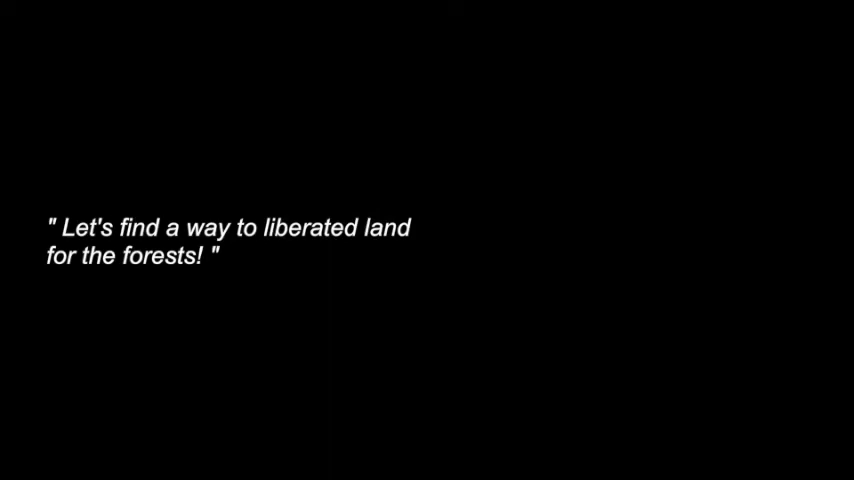 " Let's find a way to liberated land
for the forests! "